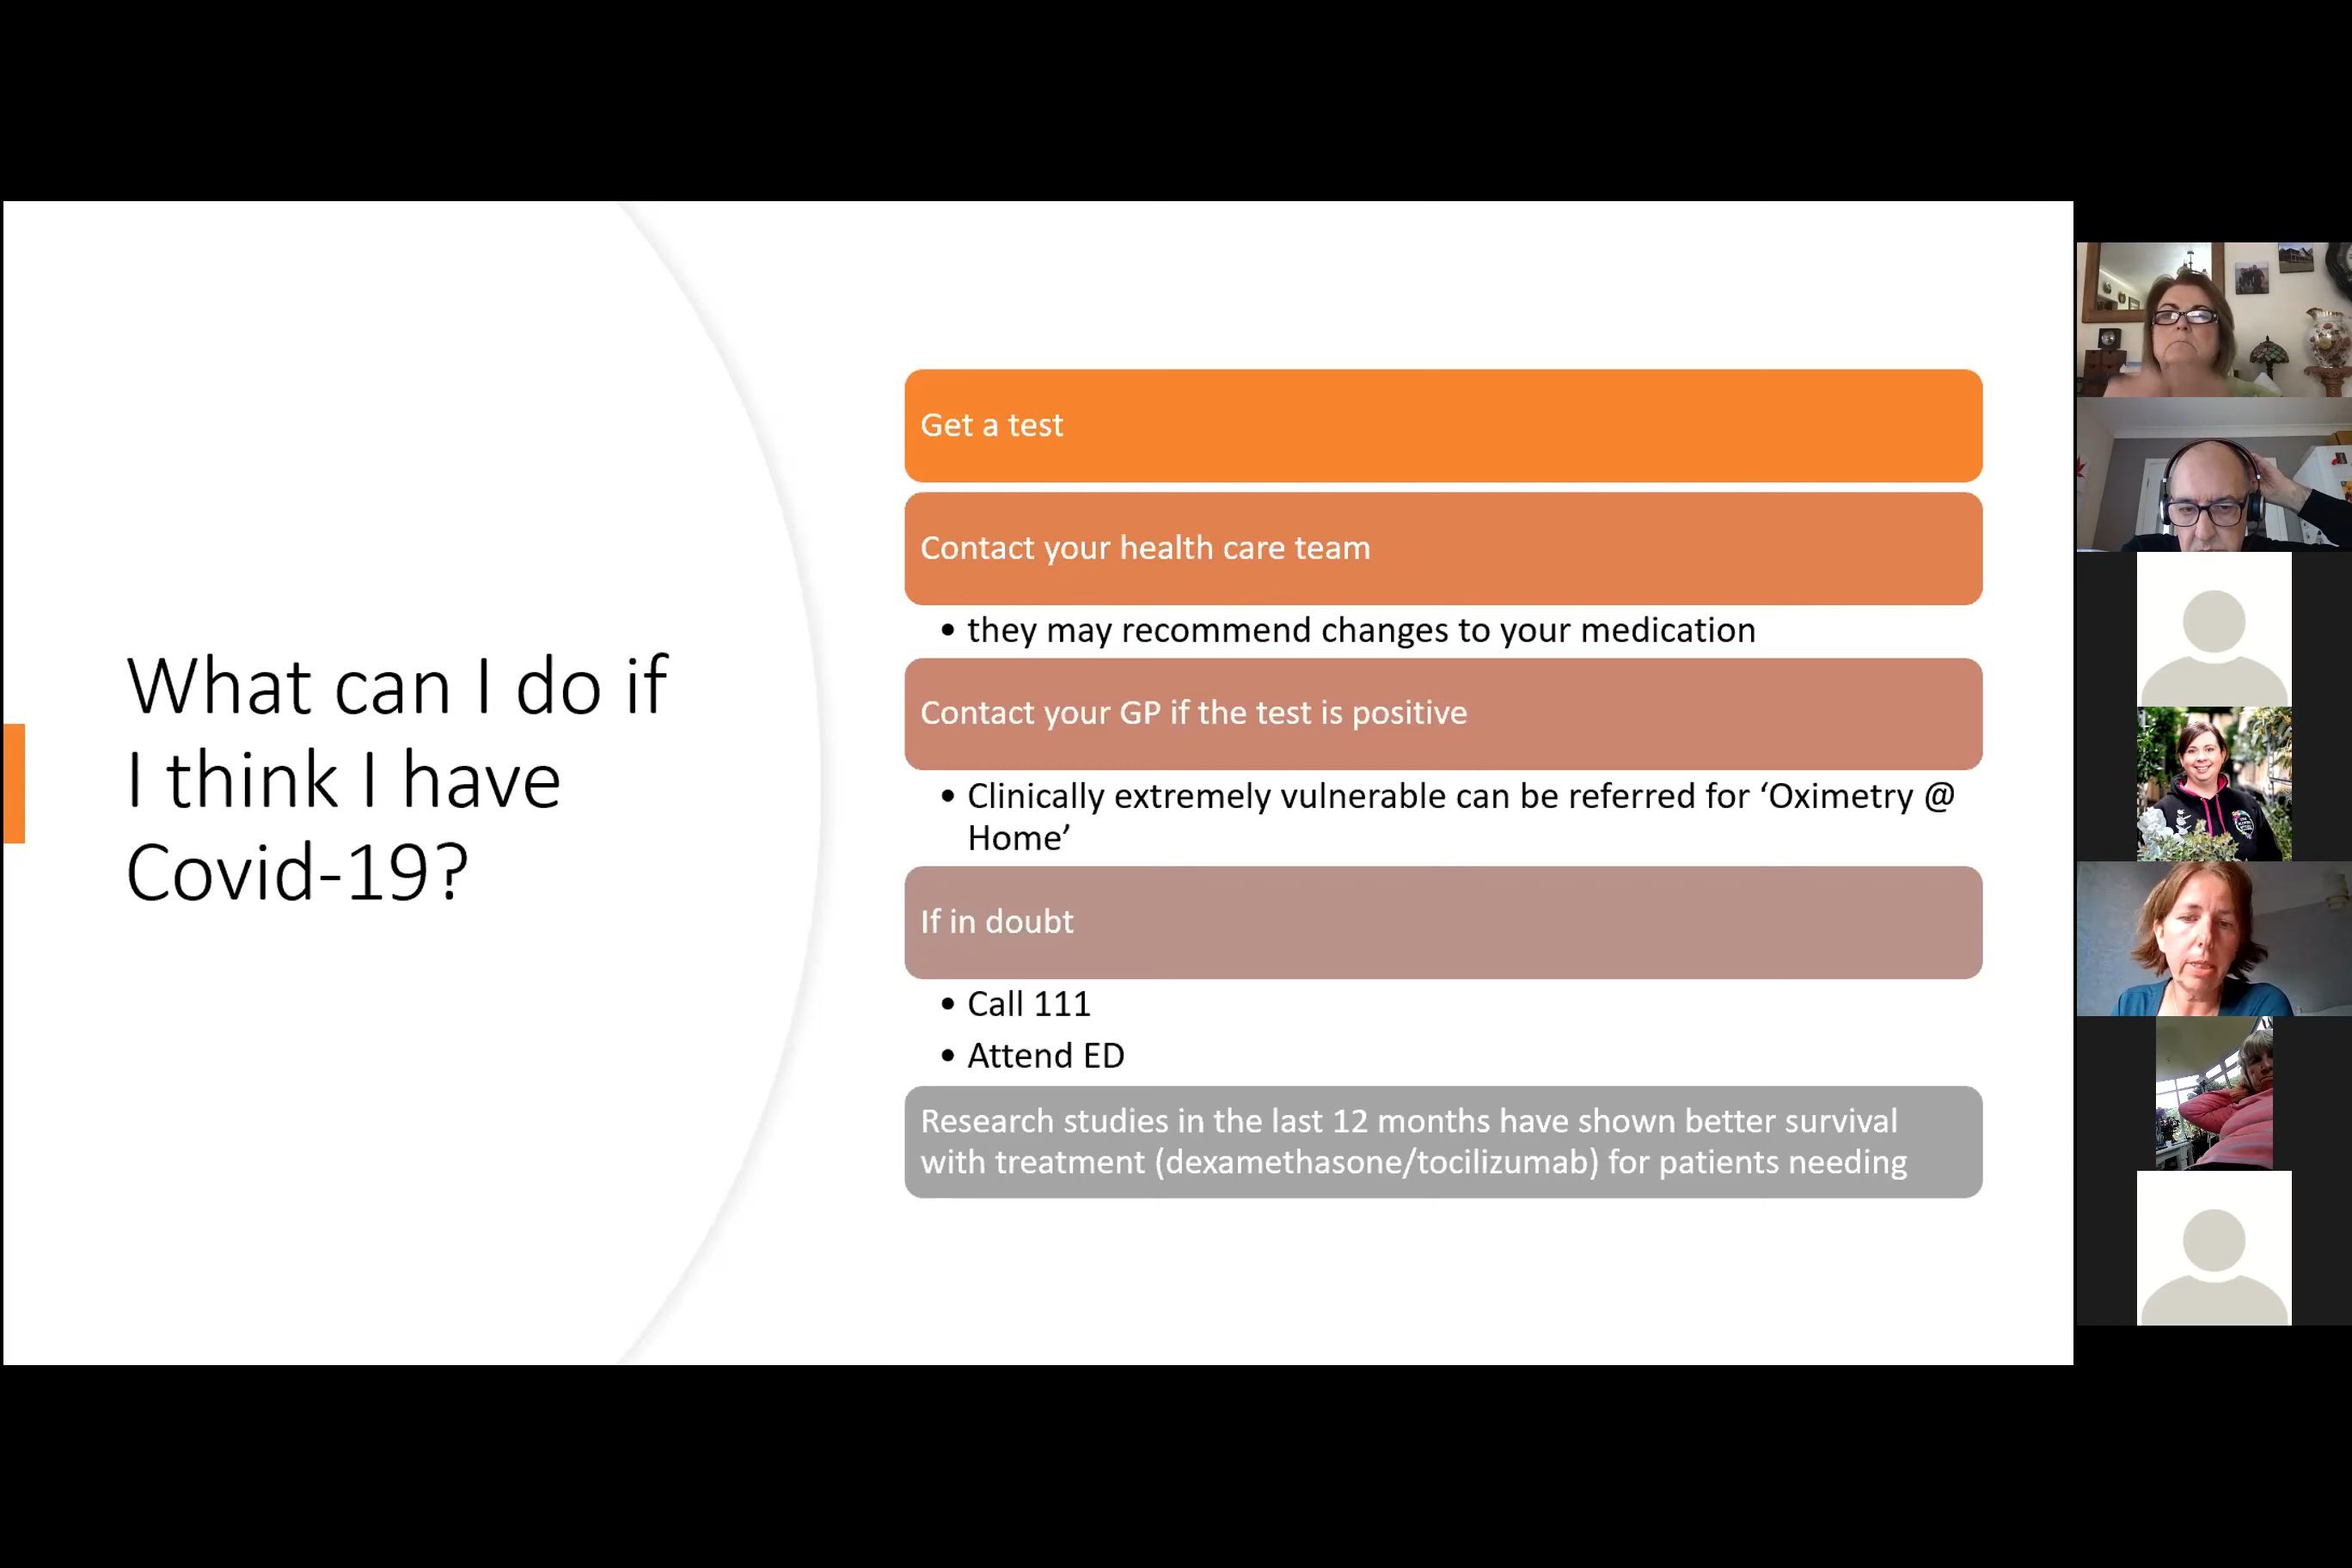 What can I do if
I think I have
Covid-19?
Get a test
Contact your health care team
• they may recommend changes to your medication
Contact your GP if the test is positive
• Clinically extremely vulnerable can be referred for ‘Oximetry @
Home’
If in doubt
• Call 111
• Attend ED
Research studies in the last 12 months have shown better survival
with treatment (dexamethasone/tocilizumab) for patients needing